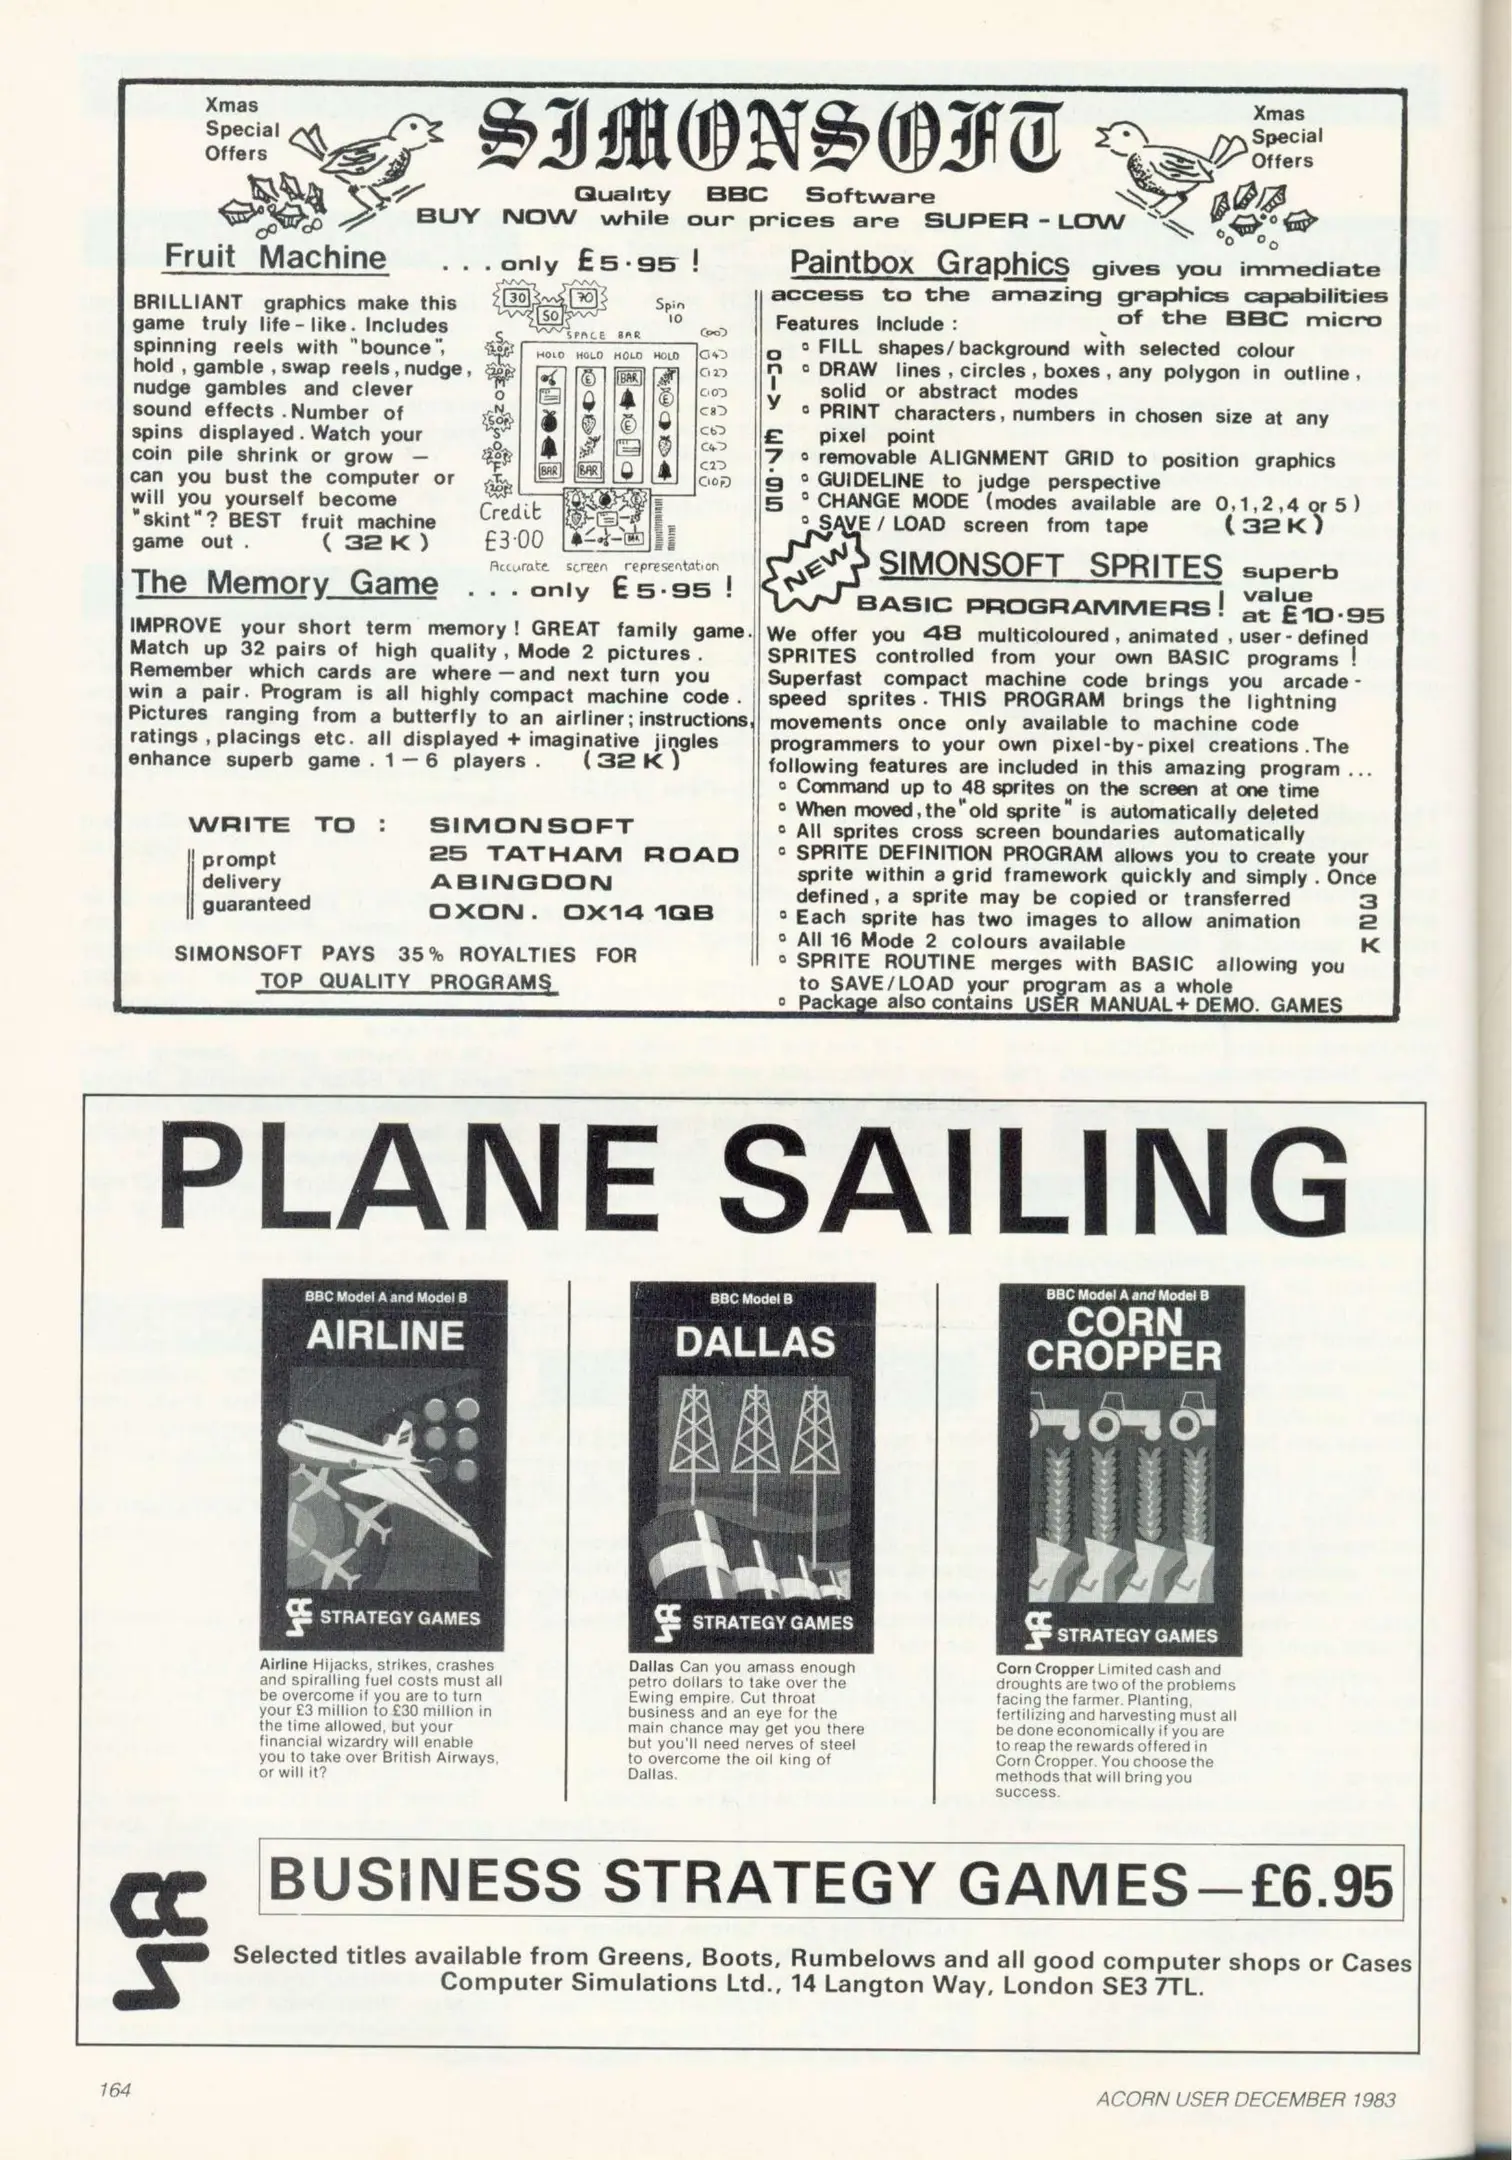 Xmas
Special
Offers
SIMONSOFT
Xmas
Special
Offers
Quality BBC Software
BUY NOW while our prices are SUPER - LOW
Fruit Machine . . . only £5·95 !
BRILLIANT graphics make this
game truly life - like. Includes
spinning reels with "bounce",
hold , gamble , swap reels , nudge ,
nudge gambles and clever
sound effects . Number of
spins displayed . Watch your
coin pile shrink or grow —
can you bust the computer or
will you yourself become
"skint"? BEST fruit machine
game out . ( 32 K )
30 50 70
Spin
10
SPACE BAR
HOLD HOLD HOLD HOLD
BAR
BAR BAR
Credit
£3·00
Accurate screen representation
The Memory Game . . . only £5·95 !
IMPROVE your short term memory ! GREAT family game.
Match up 32 pairs of high quality , Mode 2 pictures .
Remember which cards are where — and next turn you
win a pair. Program is all highly compact machine code .
Pictures ranging from a butterfly to an airliner ; instructions,
ratings , placings etc. all displayed + imaginative jingles
enhance superb game . 1 — 6 players . (32 K)
WRITE TO : SIMONSOFT
25 TATHAM ROAD
ABINGDON
OXON. OX14 1QB
prompt
delivery
guaranteed
SIMONSOFT PAYS 35% ROYALTIES FOR
TOP QUALITY PROGRAMS
Paintbox Graphics gives you immediate
access to the amazing graphics capabilities
of the BBC micro
Features Include :
only £7.95
° FILL shapes/ background with selected colour
° DRAW lines , circles , boxes , any polygon in outline ,
solid or abstract modes
° PRINT characters, numbers in chosen size at any
pixel point
° removable ALIGNMENT GRID to position graphics
° GUIDELINE to judge perspective
° CHANGE MODE (modes available are 0,1,2,4 or 5 )
° SAVE / LOAD screen from tape ( 32 K )
NEW
SIMONSOFT SPRITES superb
value
at £10·95
BASIC PROGRAMMERS !
We offer you 48 multicoloured , animated , user - defined
SPRITES controlled from your own BASIC programs !
Superfast compact machine code brings you arcade -
speed sprites . THIS PROGRAM brings the lightning
movements once only available to machine code
programmers to your own pixel-by-pixel creations . The
following features are included in this amazing program ...
° Command up to 48 sprites on the screen at one time
° When moved, the "old sprite" is automatically deleted
° All sprites cross screen boundaries automatically
° SPRITE DEFINITION PROGRAM allows you to create your
sprite within a grid framework quickly and simply . Once
defined , a sprite may be copied or transferred
° Each sprite has two images to allow animation
° All 16 Mode 2 colours available
° SPRITE ROUTINE merges with BASIC allowing you
to SAVE/LOAD your program as a whole
° Package also contains USER MANUAL + DEMO. GAMES
32K
PLANE SAILING
BBC Model A and Model B
AIRLINE
STRATEGY GAMES
Airline Hijacks, strikes, crashes
and spiralling fuel costs must all
be overcome if you are to turn
your £3 million to £30 million in
the time allowed, but your
financial wizardry will enable
you to take over British Airways,
or will it?
BBC Model B
DALLAS
STRATEGY GAMES
Dallas Can you amass enough
petro dollars to take over the
Ewing empire. Cut throat
business and an eye for the
main chance may get you there
but you'll need nerves of steel
to overcome the oil king of
Dallas.
BBC Model A and Model B
CORN
CROPPER
STRATEGY GAMES
Corn Cropper Limited cash and
droughts are two of the problems
facing the farmer. Planting,
fertilizing and harvesting must all
be done economically if you are
to reap the rewards offered in
Corn Cropper. You choose the
methods that will bring you
success.
BUSINESS STRATEGY GAMES — £6.95
Selected titles available from Greens, Boots, Rumbelows and all good computer shops or Cases
Computer Simulations Ltd., 14 Langton Way, London SE3 7TL.
164
ACORN USER DECEMBER 1983